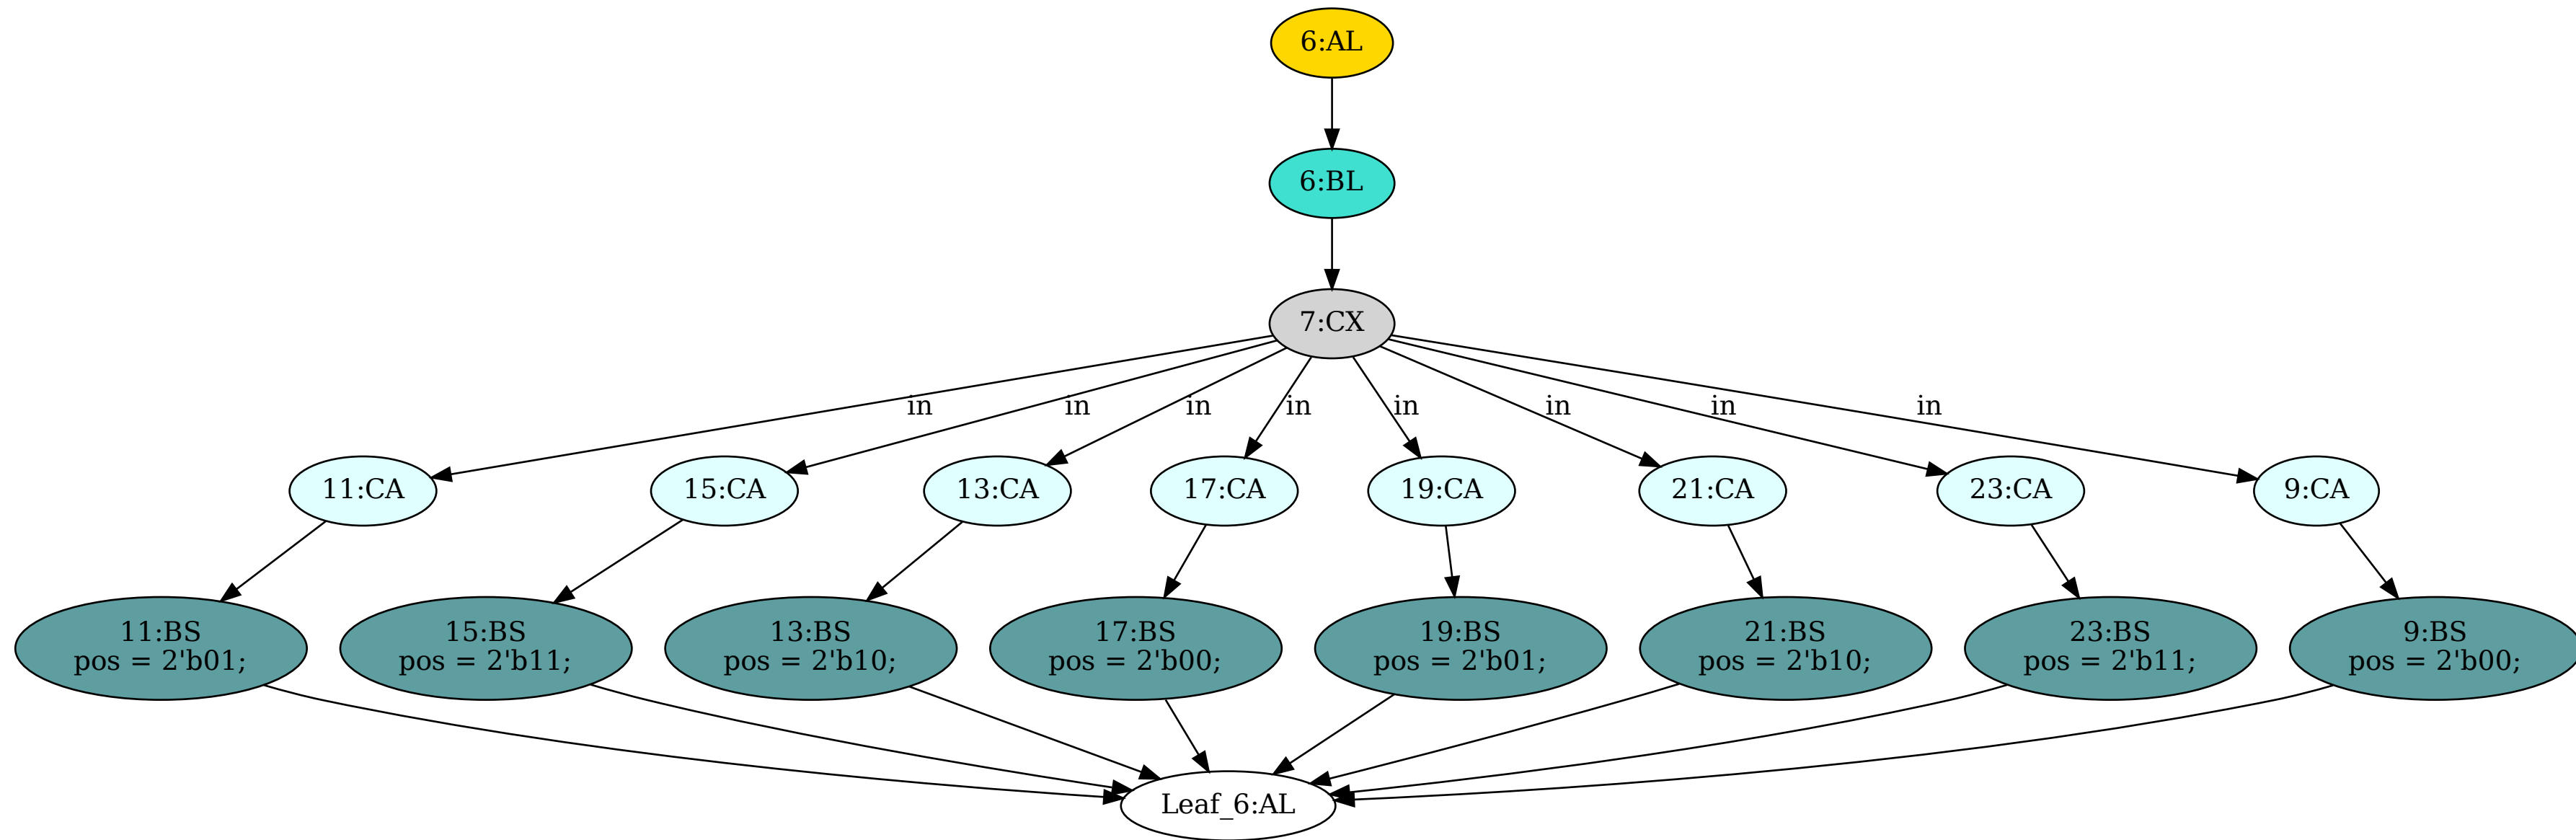 6:AL
6:BL
7:CX
in
in
in
in
in
in
in
in
11:CA
15:CA
13:CA
17:CA
19:CA
21:CA
23:CA
9:CA
11:BS
pos = 2'b01;
15:BS
pos = 2'b11;
13:BS
pos = 2'b10;
17:BS
pos = 2'b00;
19:BS
pos = 2'b01;
21:BS
pos = 2'b10;
23:BS
pos = 2'b11;
9:BS
pos = 2'b00;
Leaf_6:AL